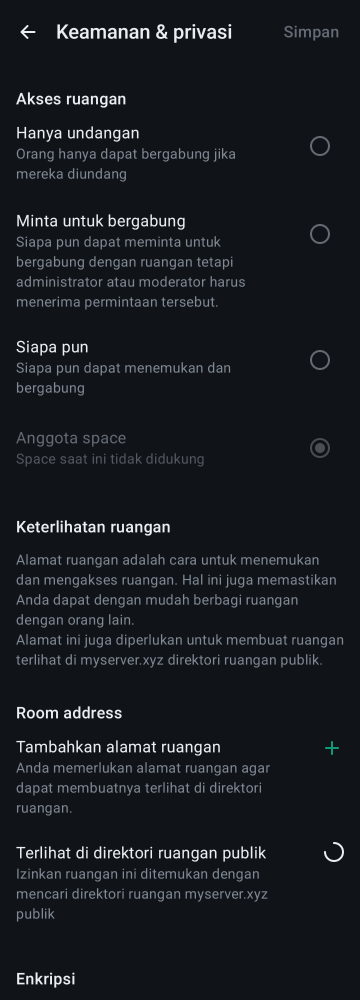 Keamanan & privasi
Simpan
Akses ruangan
Hanya undangan
Orang hanya dapat bergabung jika
mereka diundang
Minta untuk bergabung
Siapa pun dapat meminta untuk
bergabung dengan ruangan tetapi
administrator atau moderator harus
menerima permintaan tersebut.
Siapa pun
Siapa pun dapat menemukan dan
bergabung
Anggota space
Space saat ini tidak didukung
Keterlihatan ruangan
Alamat ruangan adalah cara untuk menemukan
dan mengakses ruangan. Hal ini juga memastikan
Anda dapat dengan mudah berbagi ruangan
dengan orang lain.
Alamat ini juga diperlukan untuk membuat ruangan
terlihat di myserver.xyz direktori ruangan publik.
Room address
Tambahkan alamat ruangan
Anda memerlukan alamat ruangan agar
dapat membuatnya terlihat di direktori
ruangan.
Terlihat di direktori ruangan publik
Izinkan ruangan ini ditemukan dengan
mencari direktori ruangan myserver.xyz
publik
Enkripsi